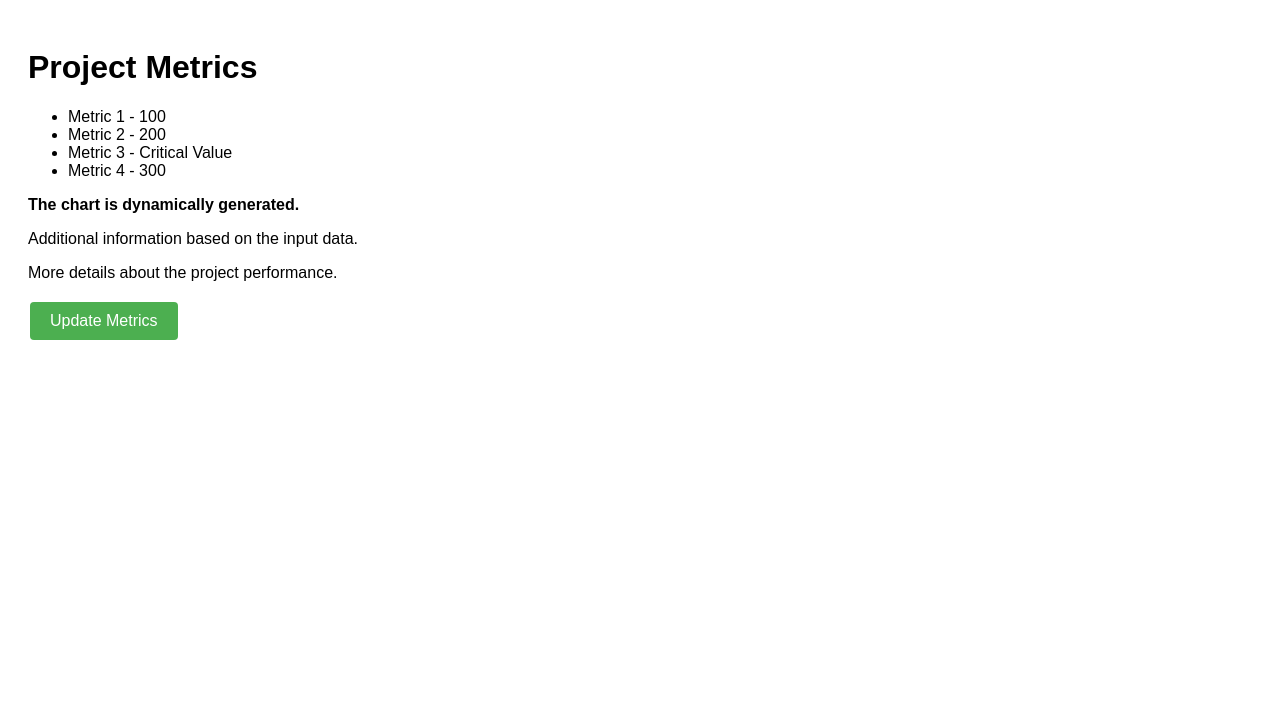 Project Metrics
Metric 1 - 100
Metric 2 - 200
Metric 3 - Critical Value
Metric 4 - 300
The chart is dynamically generated.
Additional information based on the input data.
More details about the project performance.
Update Metrics